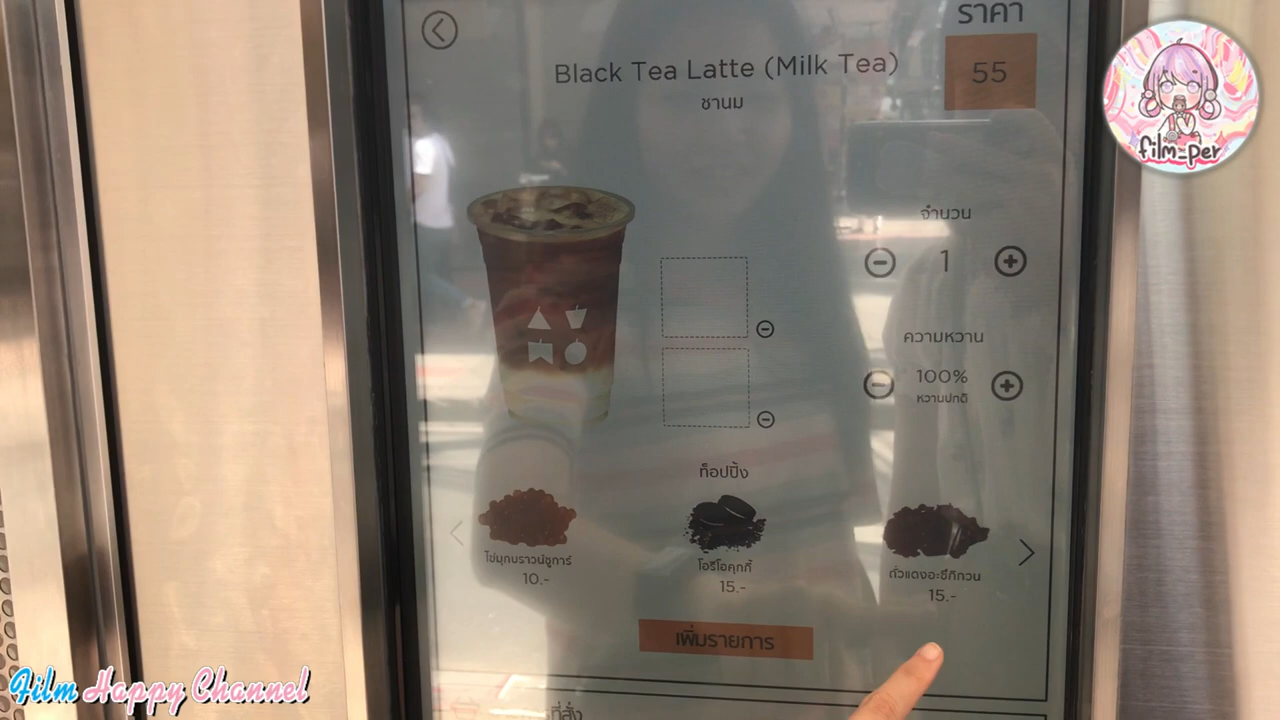 ราคา
Black Tea Latte (Milk Tea)
55
ชานม
film_per
จำนวน
1
ความหวาน
100%
หวานปกติ
ท็อปปิ้ง
ไข่มุกบราวน์ชูการ์
10.-
โอริโอคุกกี้
15.-
ถั่วแดงอะซึกิกวน
15.-
เพิ่มรายการ
ที่สั่ง
Film Happy Channel